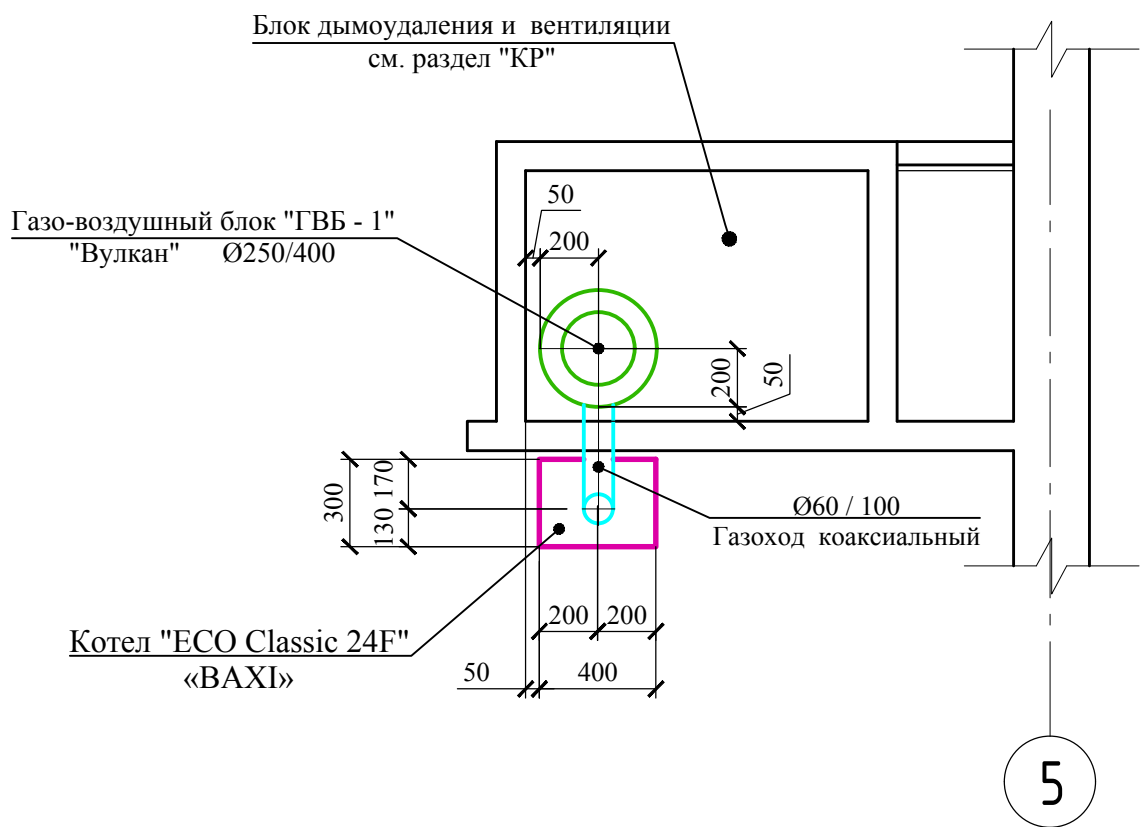 Блок дымоудаления и вентиляции
см. раздел "КР"
50
Газо-воздушный блок "ГВБ - 1"
"Вулкан" Ø250/400
200
200
50
300
170
130
Ø60 / 100
Газоход коаксиальный
200
200
Котел "ECO Classic 24F"
«BAXI»
50
400
5